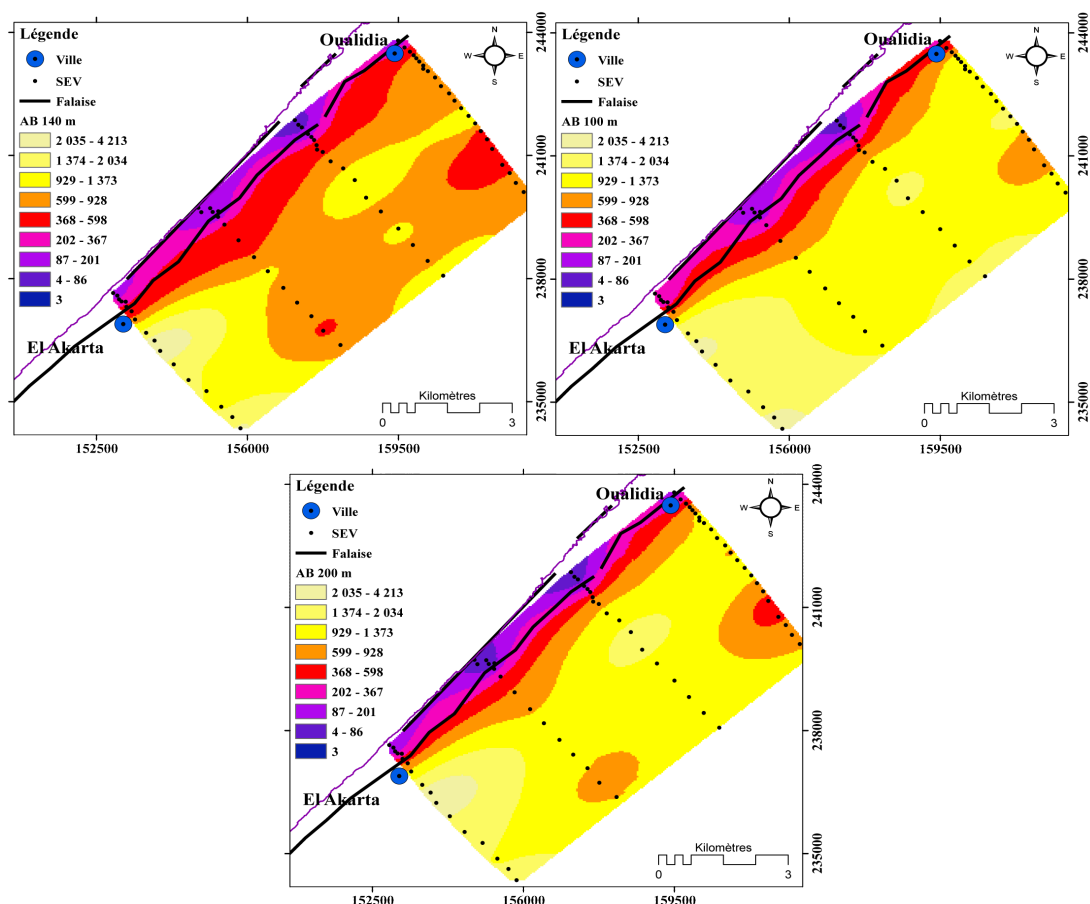 Légende
Ville
SEV
Falaise
AB 140 m
2 035 - 4 213
1 374 - 2 034
929 - 1 373
599 - 928
368 - 598
202 - 367
87 - 201
4 - 86
3
Oualidia
El Akarta
N
W
E
S
Kilomètres
0
3
244000
241000
238000
235000
152500
156000
159500
Légende
Ville
SEV
Falaise
AB 100 m
2 035 - 4 213
1 374 - 2 034
929 - 1 373
599 - 928
368 - 598
202 - 367
87 - 201
4 - 86
3
Oualidia
El Akarta
N
W
E
S
Kilomètres
0
3
244000
241000
238000
235000
152500
156000
159500
Légende
Ville
SEV
Falaise
AB 200 m
2 035 - 4 213
1 374 - 2 034
929 - 1 373
599 - 928
368 - 598
202 - 367
87 - 201
4 - 86
3
Oualidia
El Akarta
N
W
E
S
Kilomètres
0
3
244000
241000
238000
235000
152500
156000
159500